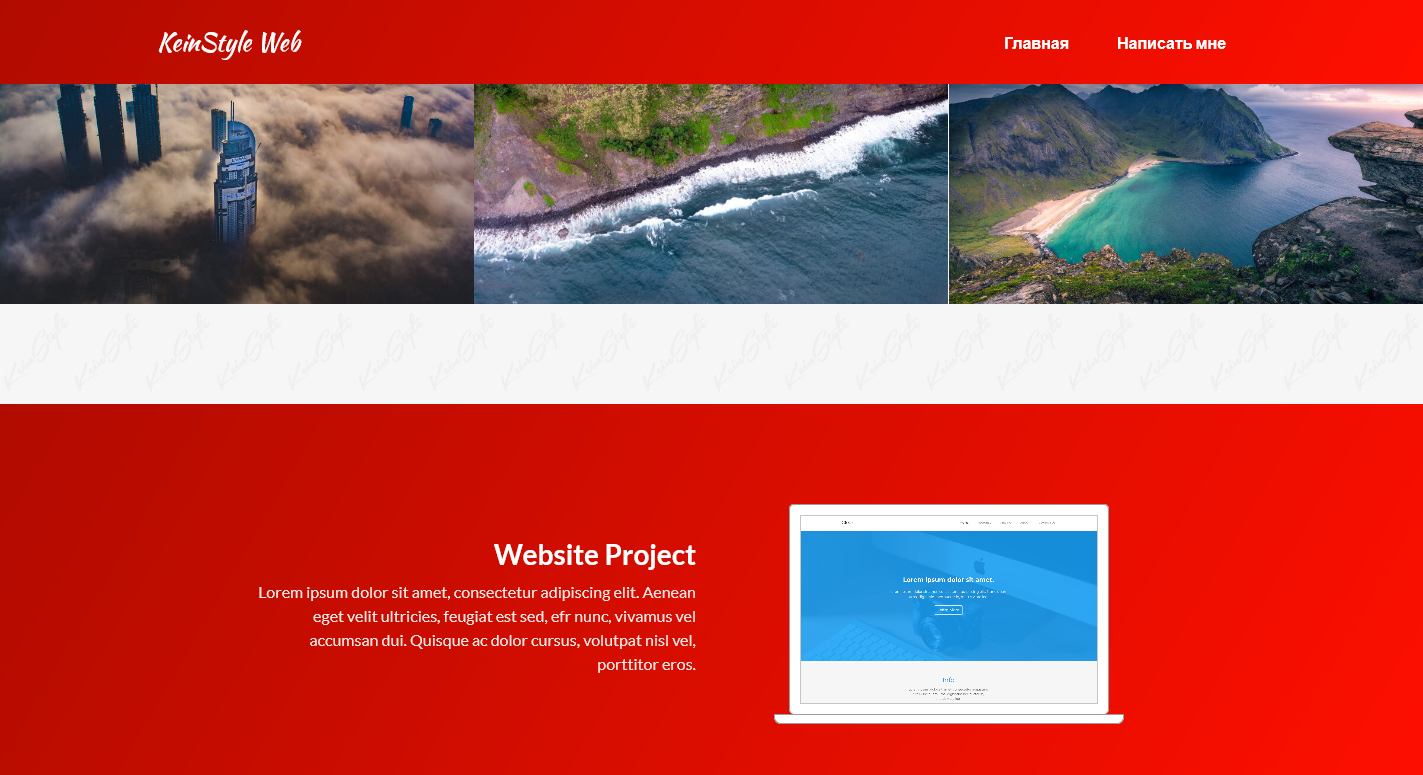 KeinStyle Web
Главная
Написать мне
Website Project
Lorem ipsum dolor sit amet, consectetur adipiscing elit. Aenean
eget velit ultricies, feugiat est sed, efr nunc, vivamus vel
accumsan dui. Quisque ac dolor cursus, volutpat nisl vel,
porttitor eros.
Lorem ipsum dolor sit amet.
Info